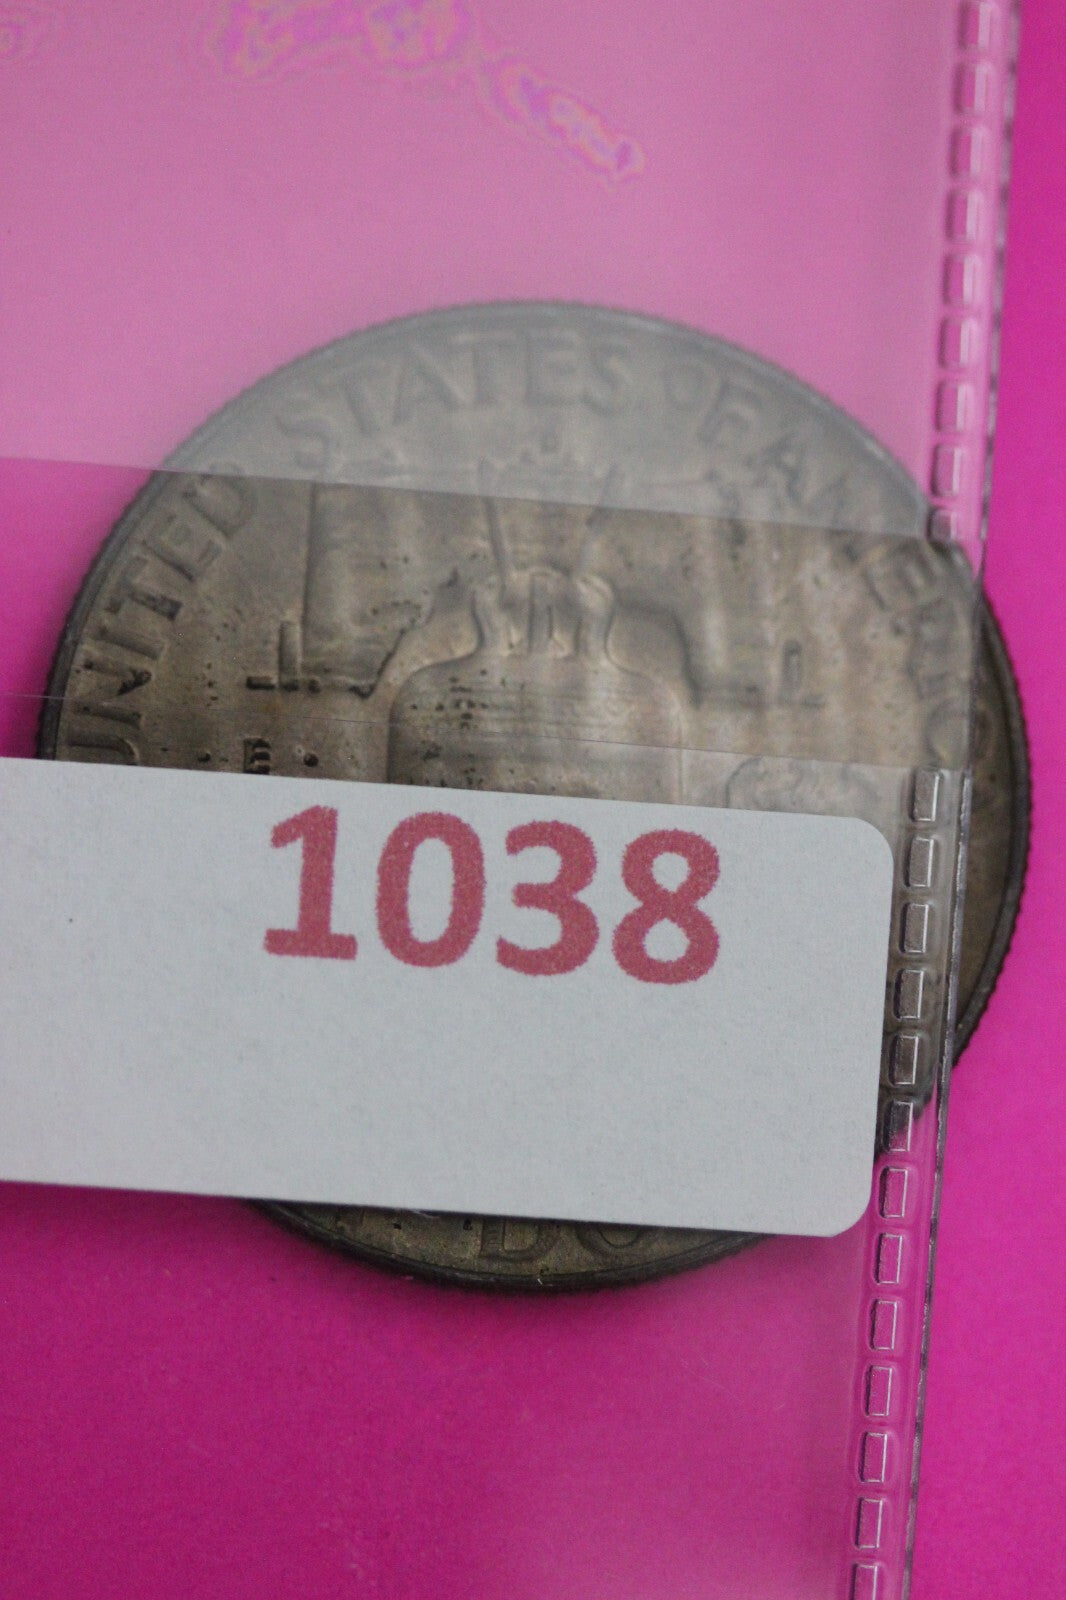 UNITED STATES OF AMERICA
1038